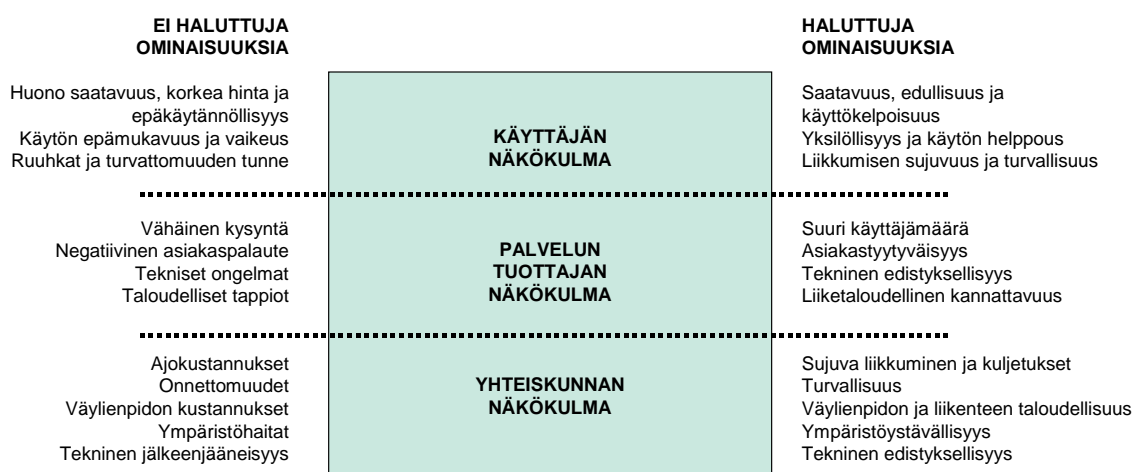 EI HALUTTUJA
OMINAISUUKSIA
HALUTTUJA
OMINAISUUKSIA
Huono saatavuus, korkea hinta ja
epäkäytännöllisyys
Käytön epämukavuus ja vaikeus
Ruuhkat ja turvattomuuden tunne
KÄYTTÄJÄN
NÄKÖKULMA
Saatavuus, edullisuus ja
käyttökelpoisuus
Yksilöllisyys ja käytön helppous
Liikkumisen sujuvuus ja turvallisuus
Vähäinen kysyntä
Negatiivinen asiakaspalaute
Tekniset ongelmat
Taloudelliset tappiot
PALVELUN
TUOTTAJAN
NÄKÖKULMA
Suuri käyttäjämäärä
Asiakastyytyväisyys
Tekninen edistyksellisyys
Liiketaloudellinen kannattavuus
Ajokustannukset
Onnettomuudet
Väylienpidon kustannukset
Ympäristöhaitat
Tekninen jälkeenjääneisyys
YHTEISKUNNAN
NÄKÖKULMA
Sujuva liikkuminen ja kuljetukset
Turvallisuus
Väylienpidon ja liikenteen taloudellisuus
Ympäristöystävällisyys
Tekninen edistyksellisyys